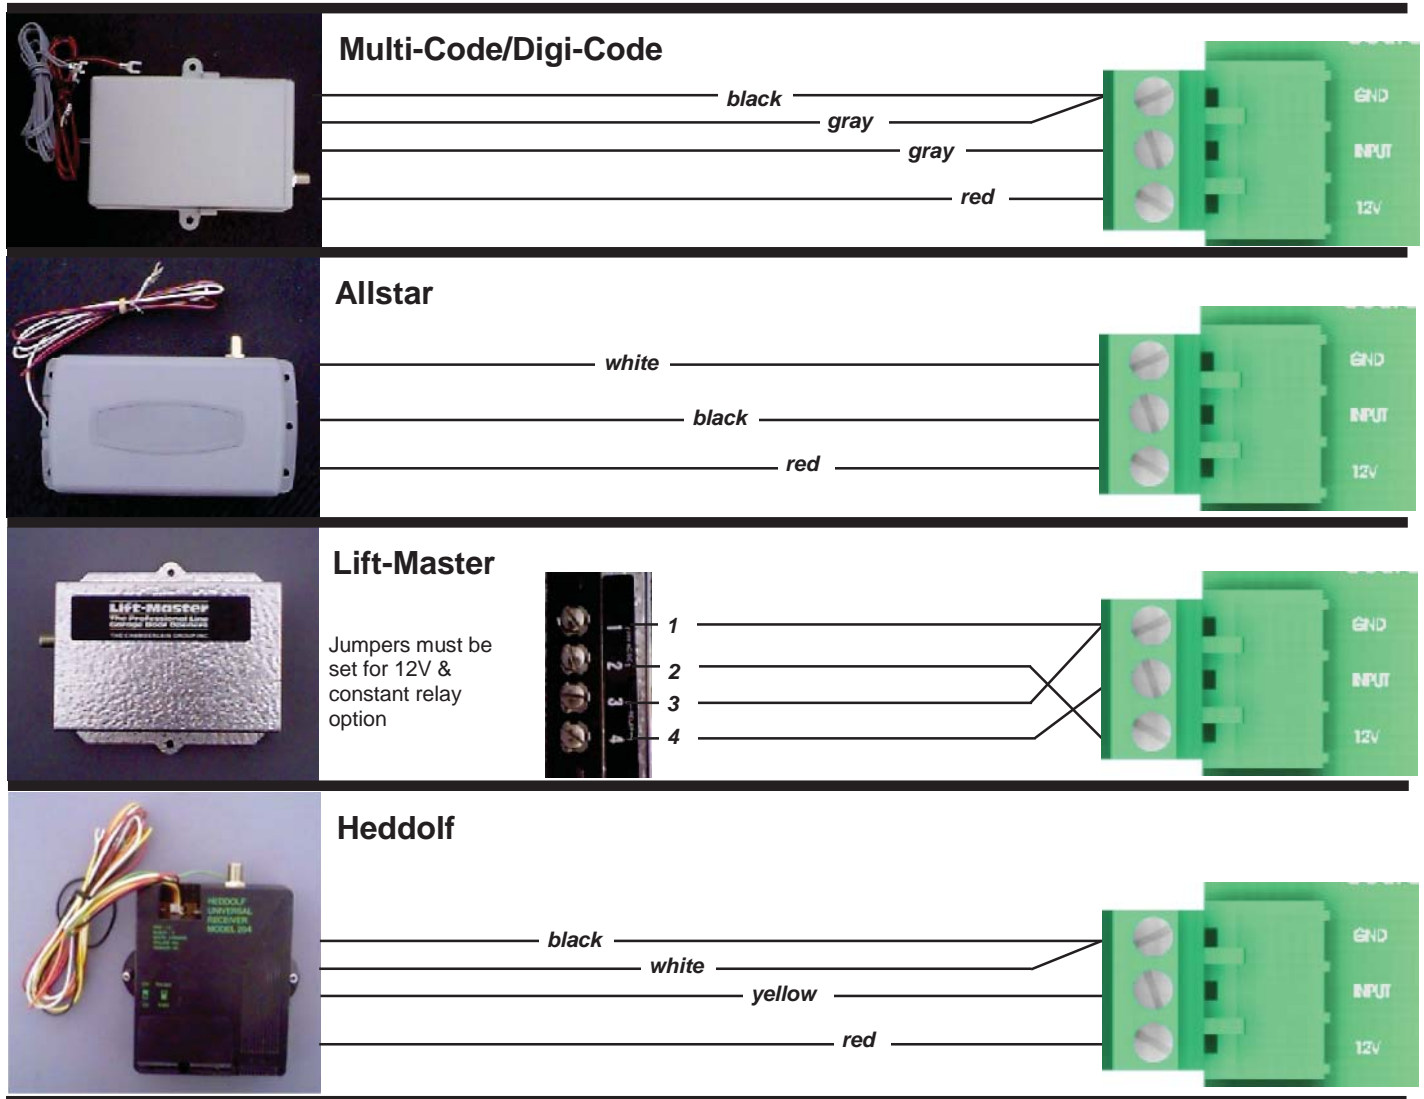 Multi-Code/Digi-Code
black
gray
gray
red
GND
INPUT
12V
Allstar
white
black
red
GND
INPUT
12V
Lift-Master
Lift-Master
The Professional Line
Garage Door Openers
THE CHAMBERLAIN GROUP INC
Jumpers must be
set for 12V &
constant relay
option
1
2
3
4
1
2
3
4
GND
INPUT
12V
Heddolf
HEDDOLF
UNIVERSAL
RECEIVER
MODEL 204
black
white
yellow
red
GND
INPUT
12V